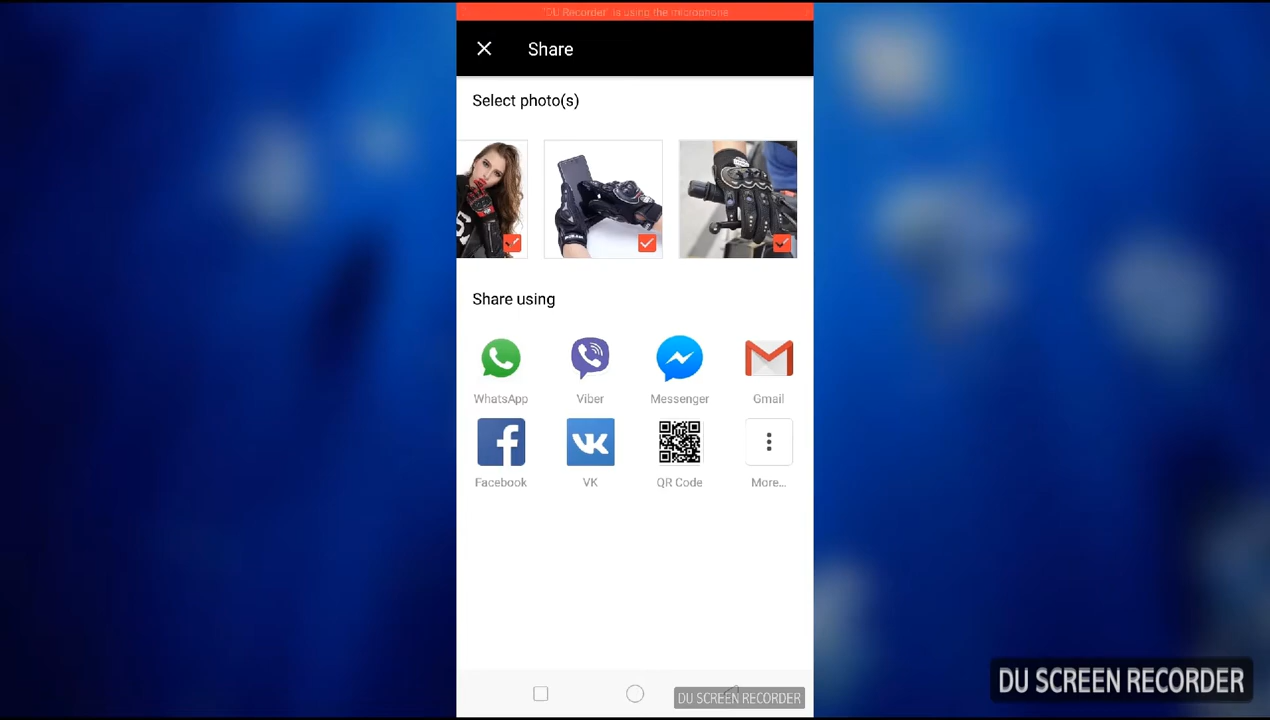 "DU Recorder" is using the microphone
Share
Select photo(s)
Share using
WhatsApp
Viber
Messenger
Gmail
Facebook
VK
QR Code
More...
DU SCREEN RECORDER
DU SCREEN RECORDER